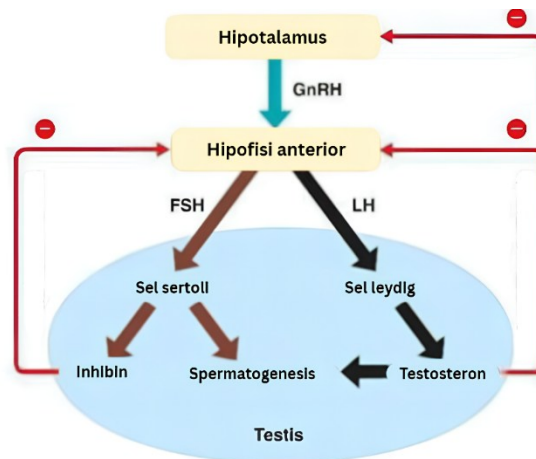 Hipotalamus
GnRH
Hipofisi anterior
FSH
LH
Sel sertoli
Sel leydig
Inhibin
Spermatogenesis
Testosteron
Testis